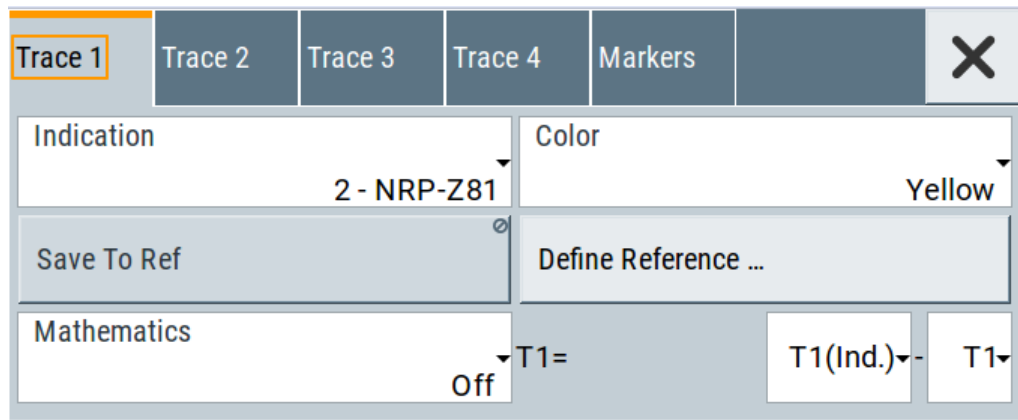 Trace 1 Trace 2 Trace 3 Trace 4 Markers
Indication Color
2 - NRP-Z81 Yellow
Save To Ref Define Reference ...
Mathematics
T1= T1(Ind.) - T1
Off